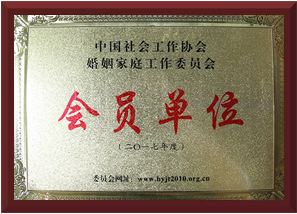 中国社会工作协会
婚姻家庭工作委员会
会员单位
（二〇一七年度）
委员会网址：www.hyjt2010.org.cn